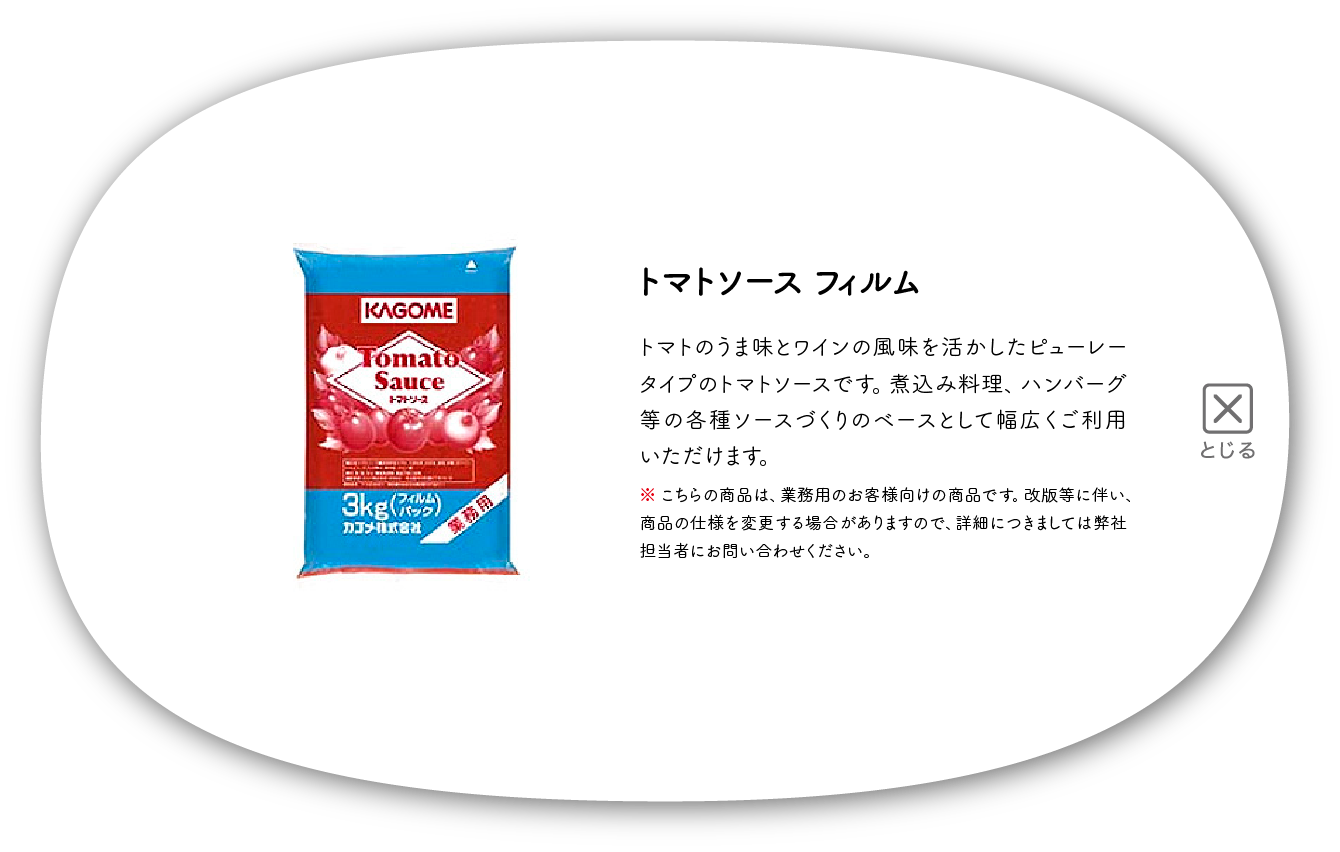 KAGOME
Tomato
Sauce
トマトソース
3kg(フィルムパック)
カゴメ株式会社
業務用
トマトソース フィルム
トマトのうま味とワインの風味を活かしたピューレー
タイプのトマトソースです。煮込み料理、ハンバーグ
等の各種ソースづくりのベースとして幅広くご利用
いただけます。
※ こちらの商品は、業務用のお客様向けの商品です。改版等に伴い、
商品の仕様を変更する場合がありますので、詳細につきましては弊社
担当者にお問い合わせください。
とじる